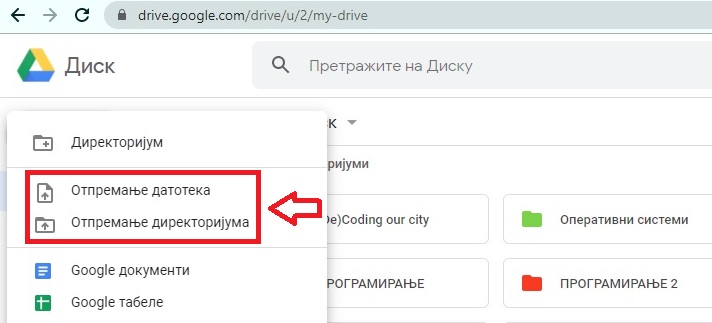 drive.google.com/drive/u/2/my-drive
Диск
Претражите на Диску
Директоријум
Отпремање датотека
Отпремање директоријума
Google документи
Google табеле
)Coding our city
Оперативни системи
РОГРАМИРАЊЕ
ПРОГРАМИРАЊЕ 2